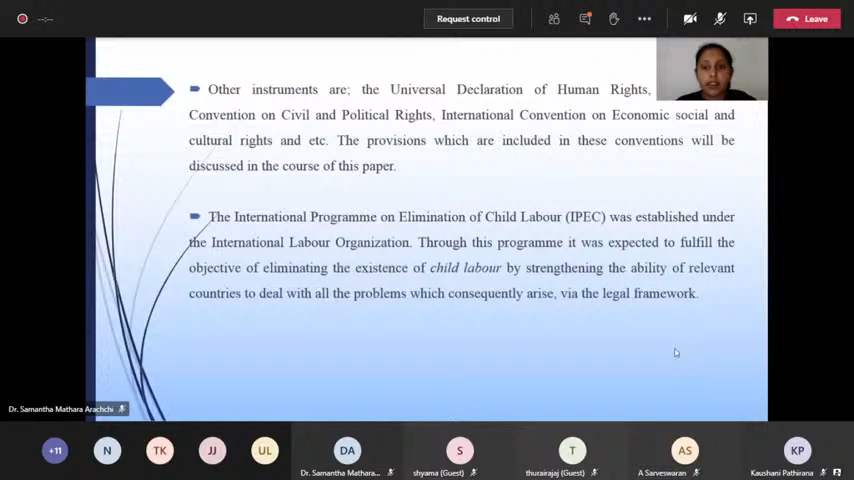 --:--
Request control
Leave
Other instruments are; the Universal Declaration of Human Rights,
Convention on Civil and Political Rights, International Convention on Economic social and
cultural rights and etc. The provisions which are included in these conventions will be
discussed in the course of this paper.
The International Programme on Elimination of Child Labour (IPEC) was established under
the International Labour Organization. Through this programme it was expected to fulfill the
objective of eliminating the existence of child labour by strengthening the ability of relevant
countries to deal with all the problems which consequently arise, via the legal framework.
Dr. Samantha Mathara Arachchi
+11
N
TK
JJ
UL
DA
S
T
AS
KP
Dr. Samantha Mathara...
shyama (Guest)
thurairajaj (Guest)
A Sarveswaran
Kaushani Pathirana